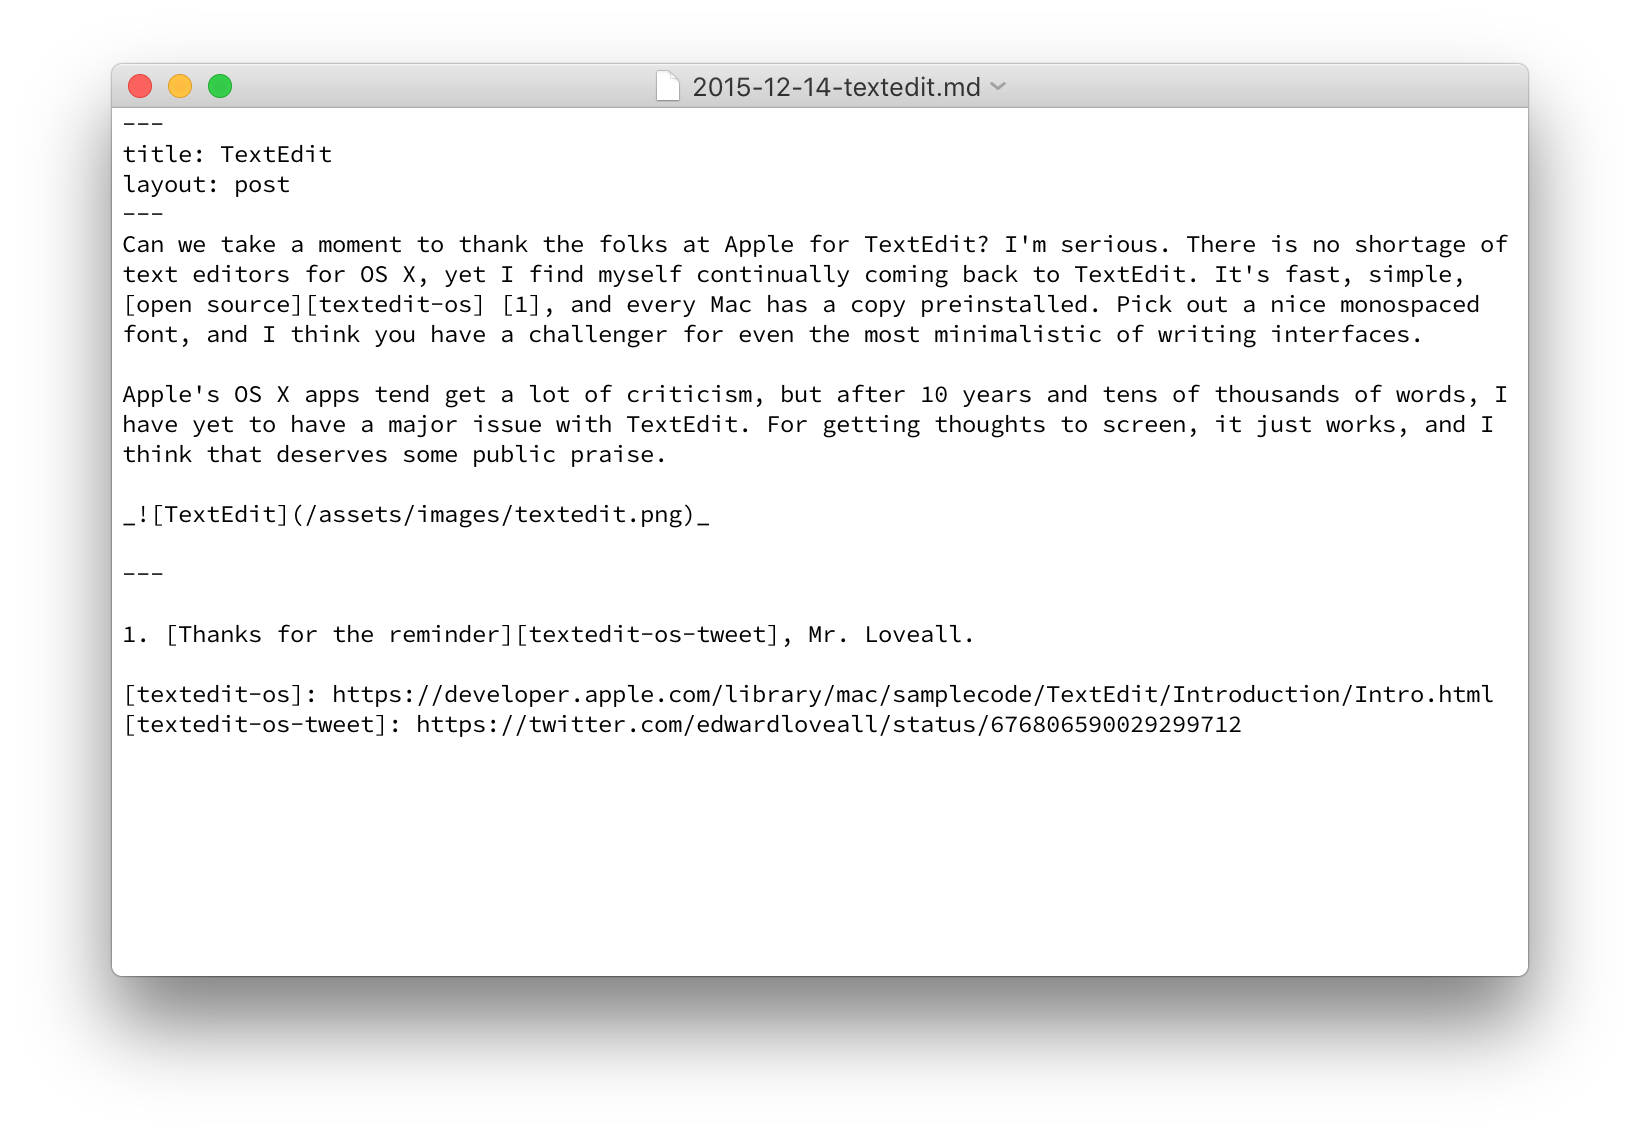 2015-12-14-textedit.md
---
title: TextEdit
layout: post
---
Can we take a moment to thank the folks at Apple for TextEdit? I'm serious. There is no shortage of
text editors for OS X, yet I find myself continually coming back to TextEdit. It's fast, simple,
[open source][textedit-os] [1], and every Mac has a copy preinstalled. Pick out a nice monospaced
font, and I think you have a challenger for even the most minimalistic of writing interfaces.
Apple's OS X apps tend get a lot of criticism, but after 10 years and tens of thousands of words, I
have yet to have a major issue with TextEdit. For getting thoughts to screen, it just works, and I
think that deserves some public praise.
_![TextEdit](/assets/images/textedit.png)_
---
1. [Thanks for the reminder][textedit-os-tweet], Mr. Loveall.
[textedit-os]: https://developer.apple.com/library/mac/samplecode/TextEdit/Introduction/Intro.html
[textedit-os-tweet]: https://twitter.com/edwardloveall/status/676806590029299712